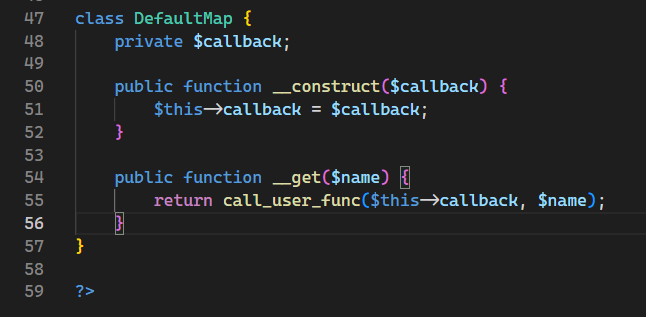 47 class DefaultMap {
48 private $callback;
49
50 public function __construct($callback) {
51 $this->callback = $callback;
52 }
53
54 public function __get($name) {
55 return call_user_func($this->callback, $name);
56 }
57 }
58
59 ?>